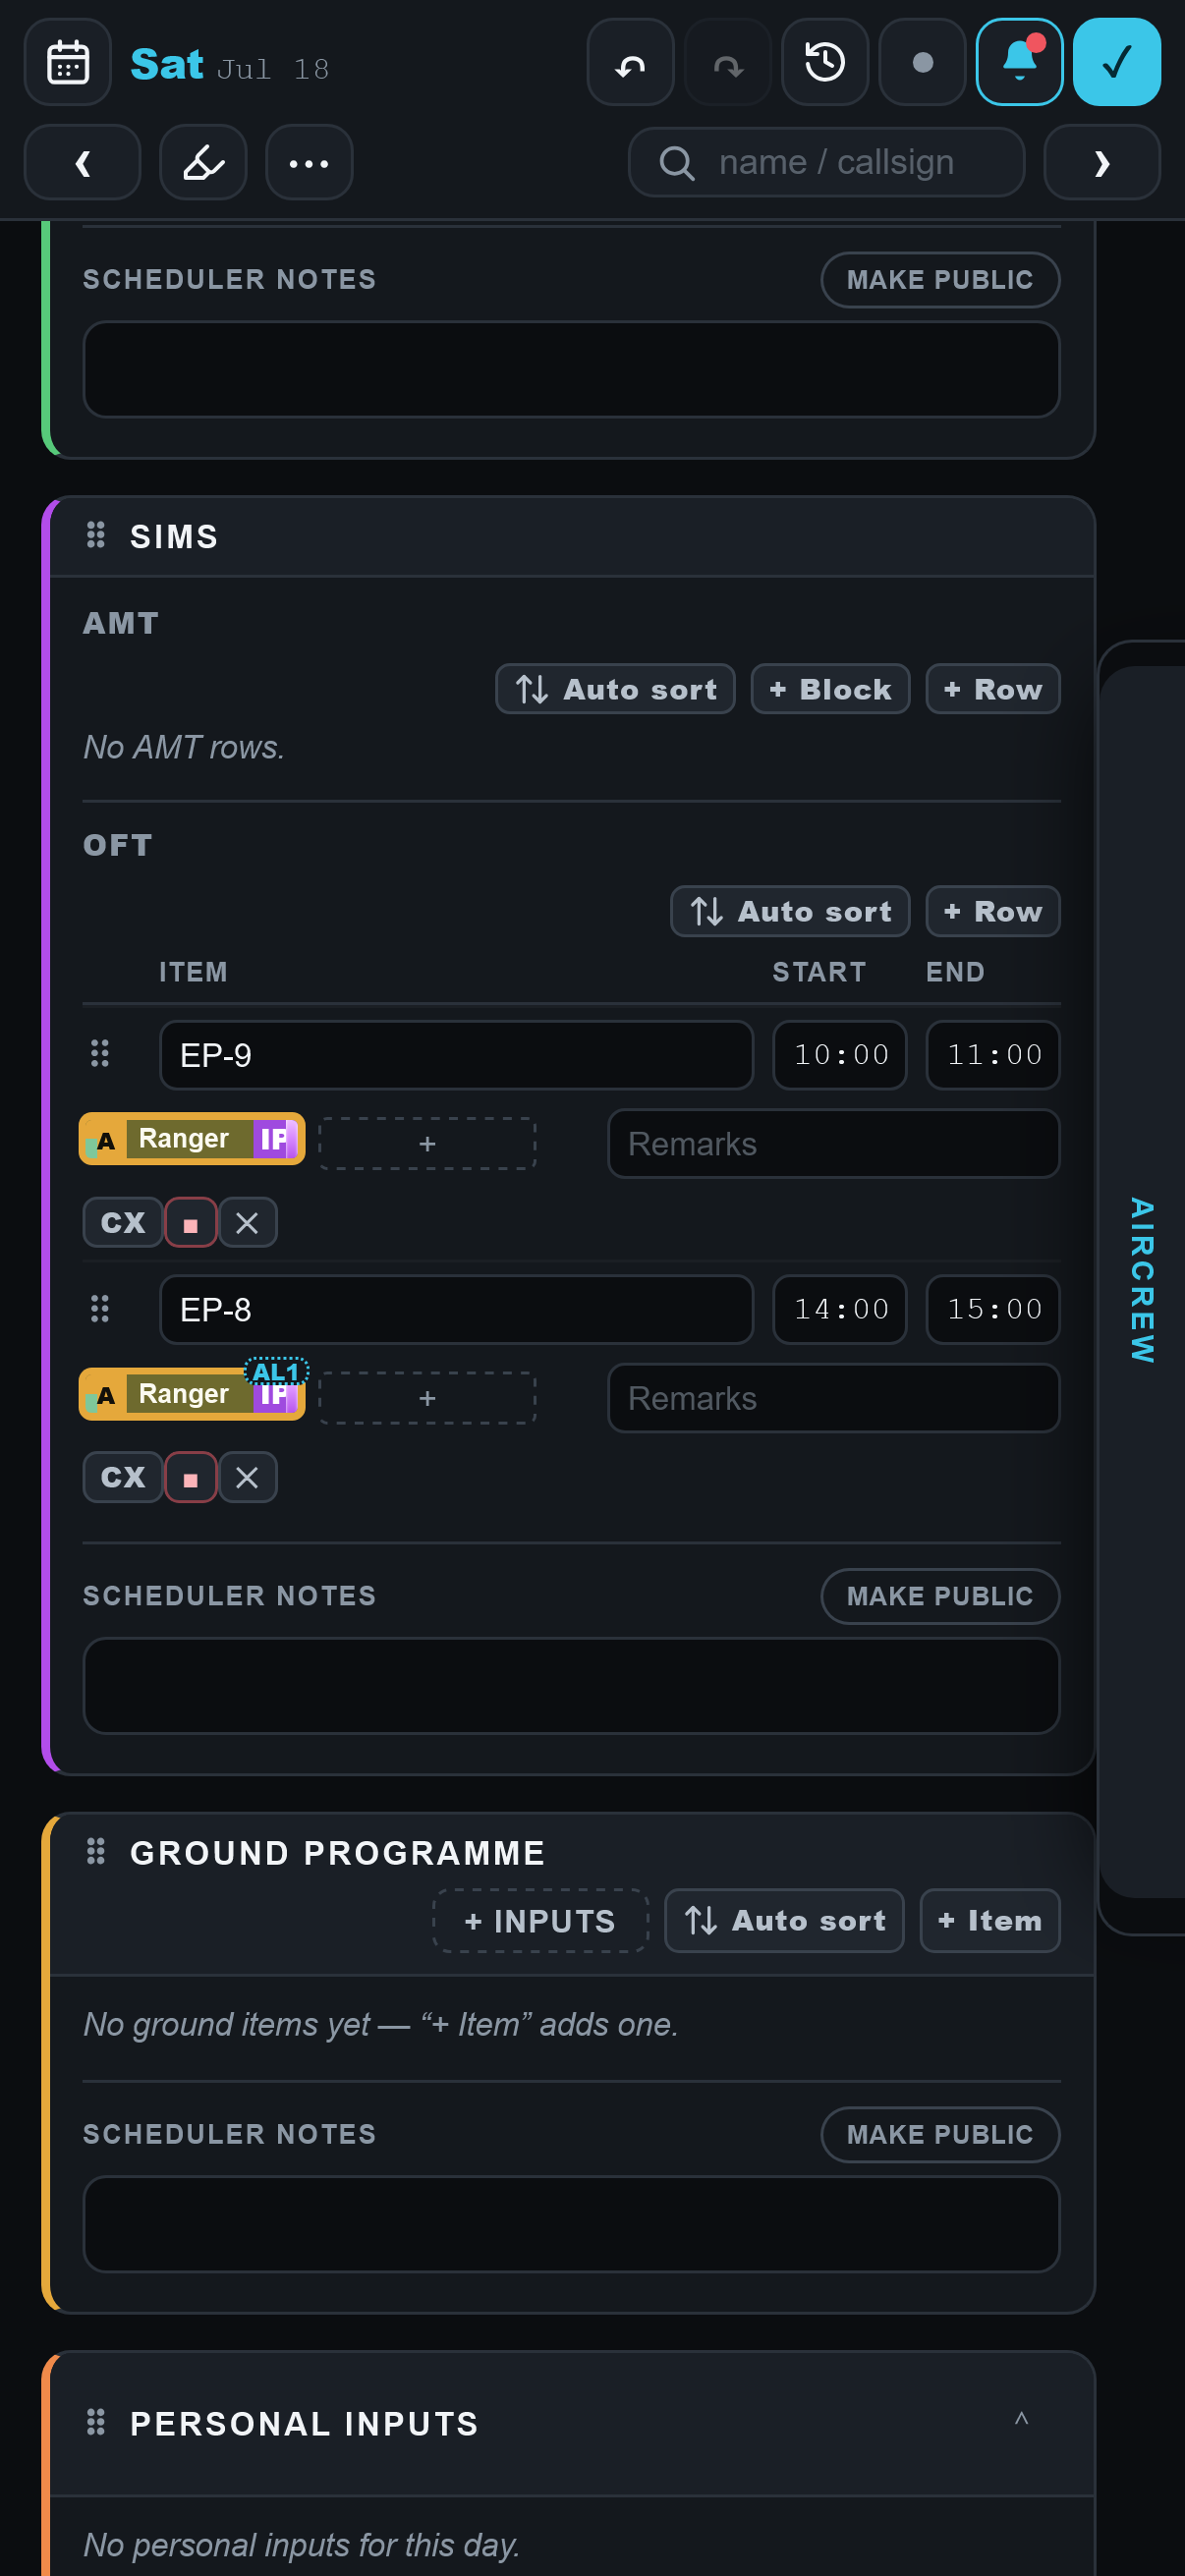 Sat Jul 18
name / callsign
SCHEDULER NOTES MAKE PUBLIC
SIMS
AMT
Auto sort + Block + Row
No AMT rows.
OFT
Auto sort + Row
ITEM START END
EP-9 10:00 11:00
A Ranger IP + Remarks
CX
EP-8 14:00 15:00
AL1
A Ranger IP + Remarks
CX
SCHEDULER NOTES MAKE PUBLIC
AIRCREW
GROUND PROGRAMME
+ INPUTS Auto sort + Item
No ground items yet — “+ Item” adds one.
SCHEDULER NOTES MAKE PUBLIC
PERSONAL INPUTS
No personal inputs for this day.